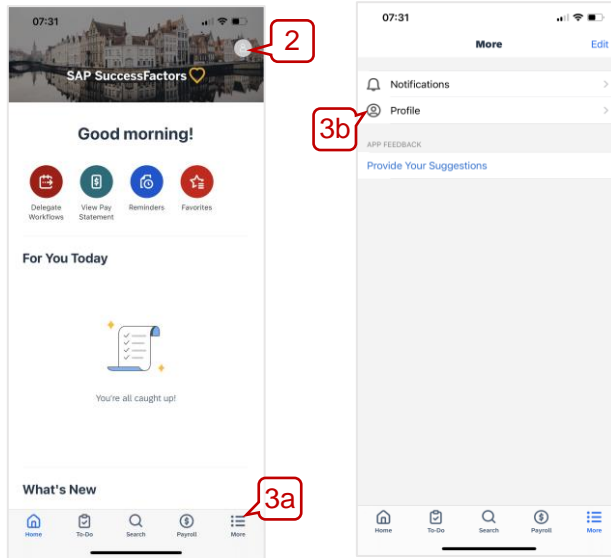 07:31
2
SAP SuccessFactors
Good morning!
Delegate Workflows
View Pay Statement
Reminders
Favorites
For You Today
You're all caught up!
What's New
3a
Home
To-Do
Search
Payroll
More
07:31
More
Edit
Notifications
Profile
3b
APP FEEDBACK
Provide Your Suggestions
Home
To-Do
Search
Payroll
More